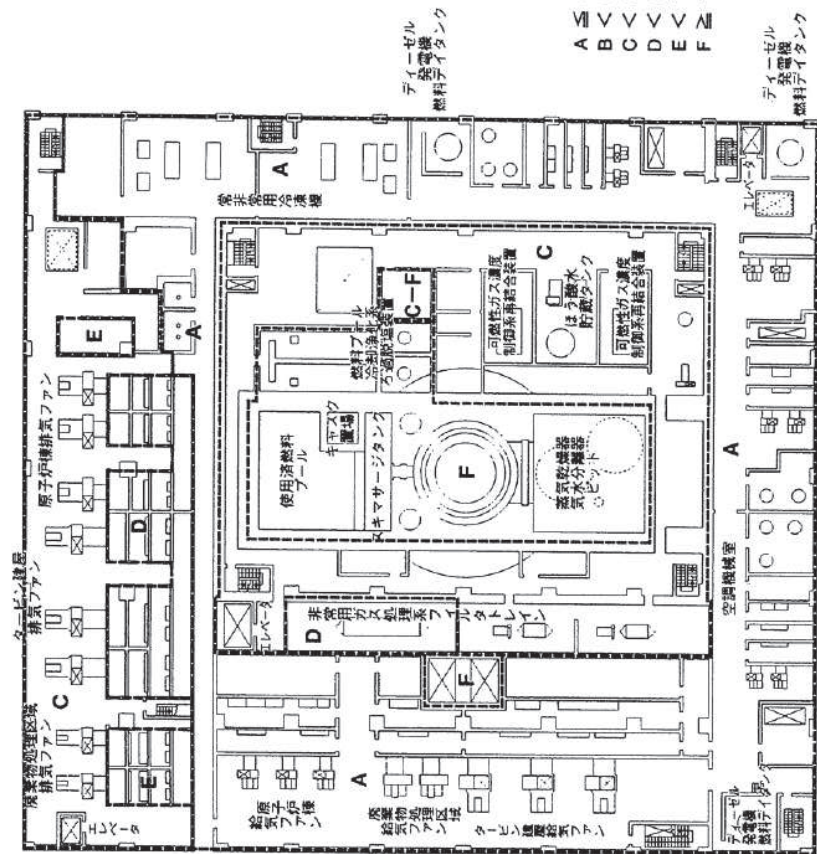 ディーゼル
発電機
燃料デイタンク
A ≦
B <
C <
D <
E <
F ≧
ディーゼル
発電機
燃料デイタンク
常非常用冷凍機
A
エレベータ
E
A
C-F
燃料プール
冷却浄化系
ろ過脱塩装置
可燃性ガス濃度
制御系再結合装置
C
ほう酸水
貯蔵タンク
可燃性ガス濃度
制御系再結合装置
原子炉棟排気ファン
使用済燃料
プール
キャスク
置場
スキマサージタンク
F
蒸気乾燥器
気水分離器
ピット
A
D
タービン建屋
排気ファン
エレベータ
D
非常用ガス処理系フィルタトレイン
空調機械室
C
F
廃棄物処理区域
排気ファン
E
エレベータ
A
原子炉棟
給気ファン
廃棄物処理区域
給気ファン
タービン建屋給気ファン
ディーゼル
発電機
燃料デイタンク